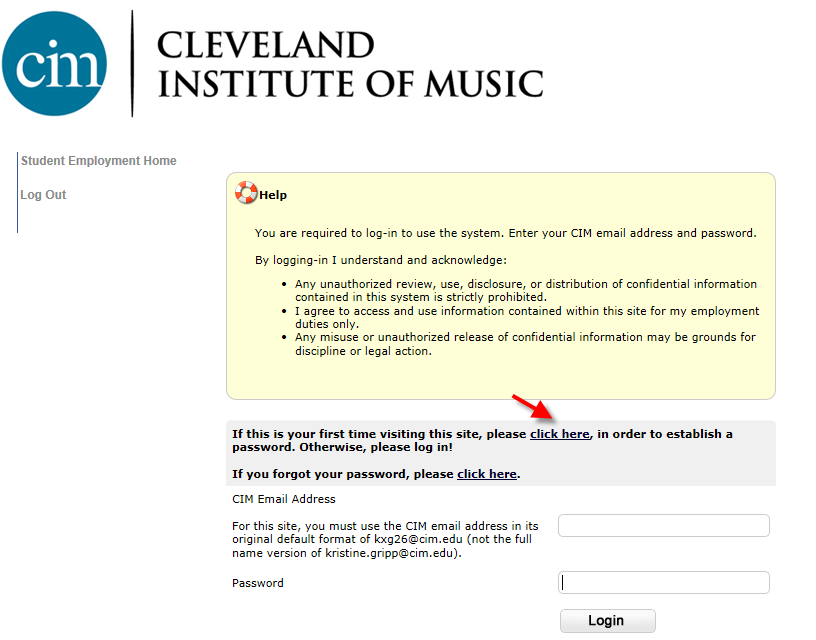 cim
CLEVELAND
INSTITUTE OF MUSIC
Student Employment Home
Log Out
Help
You are required to log-in to use the system. Enter your CIM email address and password.
By logging-in I understand and acknowledge:
• Any unauthorized review, use, disclosure, or distribution of confidential information
contained in this system is strictly prohibited.
• I agree to access and use information contained within this site for my employment
duties only.
• Any misuse or unauthorized release of confidential information may be grounds for
discipline or legal action.
If this is your first time visiting this site, please click here, in order to establish a
password. Otherwise, please log in!
If you forgot your password, please click here.
CIM Email Address
For this site, you must use the CIM email address in its
original default format of kxg26@cim.edu (not the full
name version of kristine.gripp@cim.edu).
Password
Login